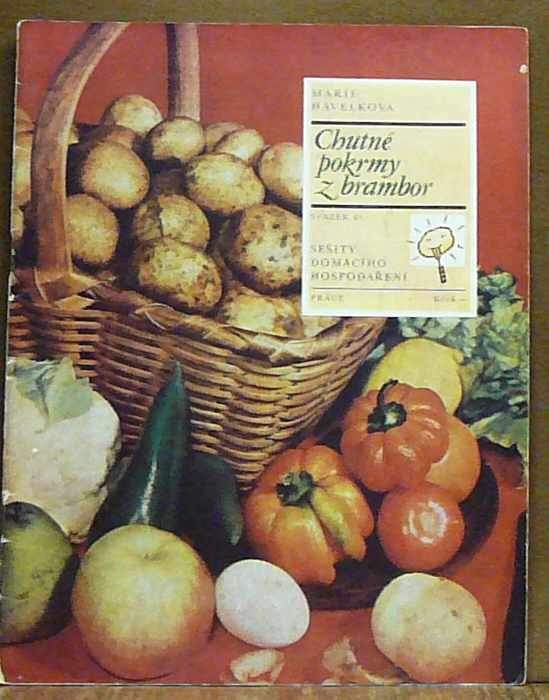 MARIE
HAVELKOVÁ
Chutné
pokrmy
z brambor
SEŠITY
DOMÁCÍHO
HOSPODAŘENÍ
PRÁCE